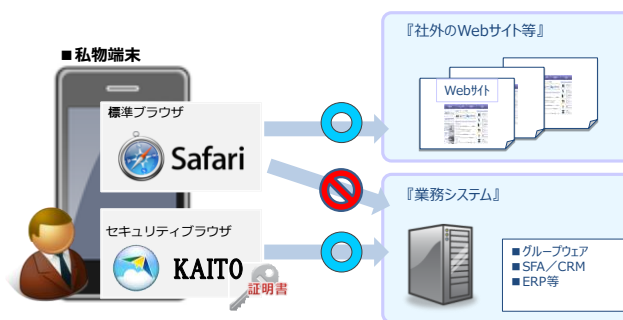 ■私物端末
標準ブラウザ
Safari
セキュリティブラウザ
KAITO
証明書
『社外のWebサイト等』
Webサイト
『業務システム』
■グループウェア
■SFA／CRM
■ERP等